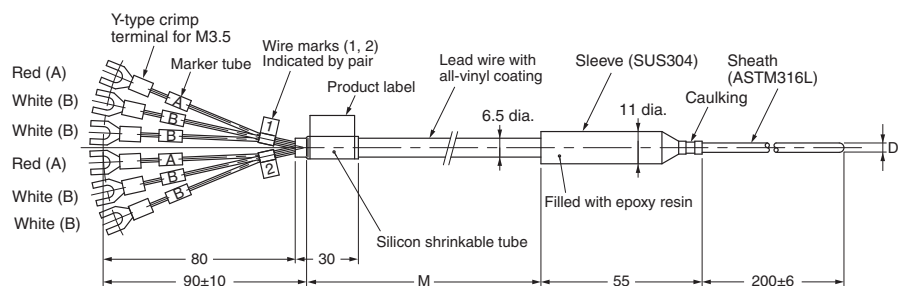 Y-type crimp
terminal for M3.5
Wire marks (1, 2)
Indicated by pair
Marker tube
Product label
Lead wire with
all-vinyl coating
Sleeve (SUS304)
Sheath
(ASTM316L)
Caulking
6.5 dia.
11 dia.
Red (A)
White (B)
White (B)
Red (A)
White (B)
White (B)
A
B
B
A
B
B
1
2
D
Filled with epoxy resin
Silicon shrinkable tube
80
30
90±10
M
55
200±6